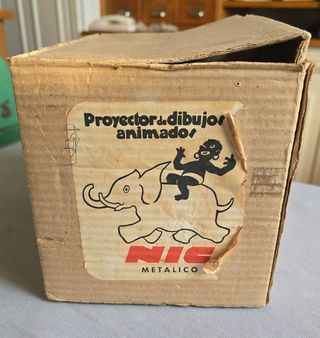 Proyector de dibujos
animados
NIC
METALICO